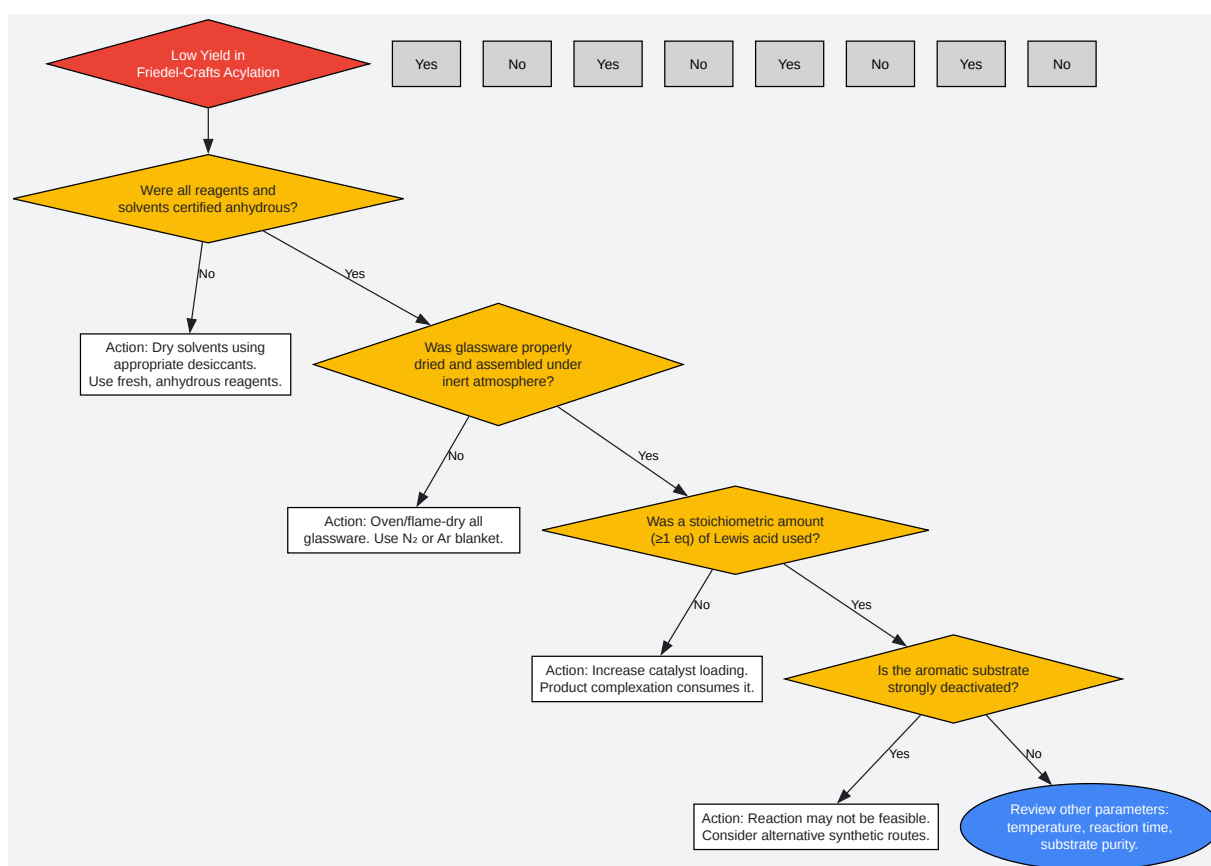 Low Yield in
Friedel-Crafts Acylation
Yes
No
Yes
No
Yes
No
Yes
No
Were all reagents and
solvents certified anhydrous?
No
Yes
Action: Dry solvents using
appropriate desiccants.
Use fresh, anhydrous reagents.
Was glassware properly
dried and assembled under
inert atmosphere?
No
Yes
Action: Oven/flame-dry all
glassware. Use N₂ or Ar blanket.
Was a stoichiometric amount
(≥1 eq) of Lewis acid used?
No
Yes
Action: Increase catalyst loading.
Product complexation consumes it.
Is the aromatic substrate
strongly deactivated?
Yes
No
Action: Reaction may not be feasible.
Consider alternative synthetic routes.
Review other parameters:
temperature, reaction time,
substrate purity.